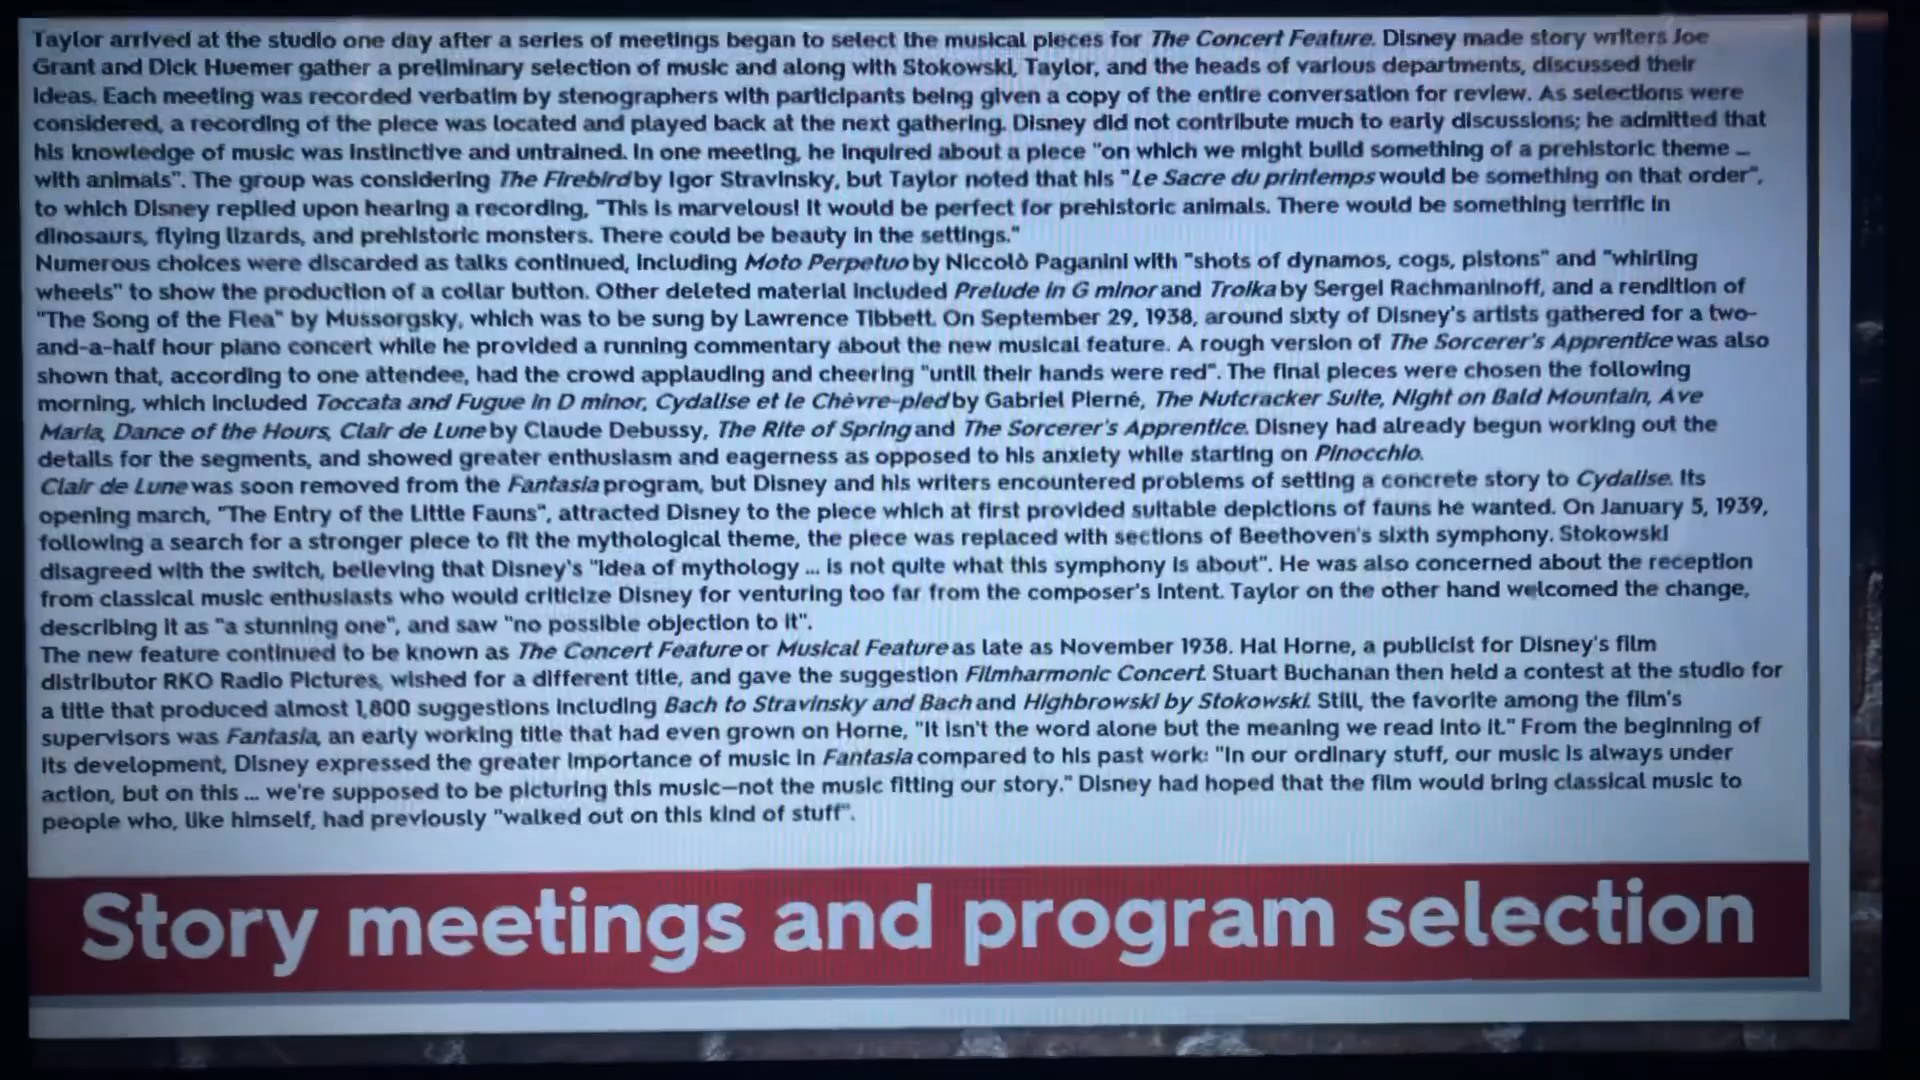 Taylor arrived at the studio one day after a series of meetings began to select the musical pieces for The Concert Feature. Disney made story writers Joe
Grant and Dick Huemer gather a preliminary selection of music and along with Stokowski, Taylor, and the heads of various departments, discussed their
ideas. Each meeting was recorded verbatim by stenographers with participants being given a copy of the entire conversation for review. As selections were
considered, a recording of the piece was located and played back at the next gathering. Disney did not contribute much to early discussions; he admitted that
his knowledge of music was instinctive and untrained. In one meeting, he inquired about a piece "on which we might build something of a prehistoric theme ...
with animals". The group was considering The Firebird by Igor Stravinsky, but Taylor noted that his "Le Sacre du printemps would be something on that order",
to which Disney replied upon hearing a recording, "This is marvelous! It would be perfect for prehistoric animals. There would be something terrific in
dinosaurs, flying lizards, and prehistoric monsters. There could be beauty in the settings."
Numerous choices were discarded as talks continued, including Moto Perpetuo by Niccolò Paganini with "shots of dynamos, cogs, pistons" and "whirling
wheels" to show the production of a collar button. Other deleted material included Prelude in G minor and Troika by Sergei Rachmaninoff, and a rendition of
"The Song of the Flea" by Mussorgsky, which was to be sung by Lawrence Tibbett. On September 29, 1938, around sixty of Disney's artists gathered for a two-
and-a-half hour piano concert while he provided a running commentary about the new musical feature. A rough version of The Sorcerer's Apprentice was also
shown that, according to one attendee, had the crowd applauding and cheering "until their hands were red". The final pieces were chosen the following
morning, which included Toccata and Fugue in D minor, Cydalise et le Chèvre-pied by Gabriel Pierné, The Nutcracker Suite, Night on Bald Mountain, Ave
Maria, Dance of the Hours, Clair de Lune by Claude Debussy, The Rite of Spring and The Sorcerer's Apprentice. Disney had already begun working out the
details for the segments, and showed greater enthusiasm and eagerness as opposed to his anxiety while starting on Pinocchio.
Clair de Lune was soon removed from the Fantasia program, but Disney and his writers encountered problems of setting a concrete story to Cydalise. Its
opening march, "The Entry of the Little Fauns", attracted Disney to the piece which at first provided suitable depictions of fauns he wanted. On January 5, 1939,
following a search for a stronger piece to fit the mythological theme, the piece was replaced with sections of Beethoven's sixth symphony. Stokowski
disagreed with the switch, believing that Disney's "idea of mythology ... is not quite what this symphony is about". He was also concerned about the reception
from classical music enthusiasts who would criticize Disney for venturing too far from the composer's intent. Taylor on the other hand welcomed the change,
describing it as "a stunning one", and saw "no possible objection to it".
The new feature continued to be known as The Concert Feature or Musical Feature as late as November 1938. Hal Horne, a publicist for Disney's film
distributor RKO Radio Pictures, wished for a different title, and gave the suggestion Filmharmonic Concert. Stuart Buchanan then held a contest at the studio for
a title that produced almost 1,800 suggestions including Bach to Stravinsky and Bach and Highbrowski by Stokowski. Still, the favorite among the film's
supervisors was Fantasia, an early working title that had even grown on Horne, "It isn't the word alone but the meaning we read into it." From the beginning of
its development, Disney expressed the greater importance of music in Fantasia compared to his past work: "In our ordinary stuff, our music is always under
action, but on this ... we're supposed to be picturing this music—not the music fitting our story." Disney had hoped that the film would bring classical music to
people who, like himself, had previously "walked out on this kind of stuff".
Story meetings and program selection